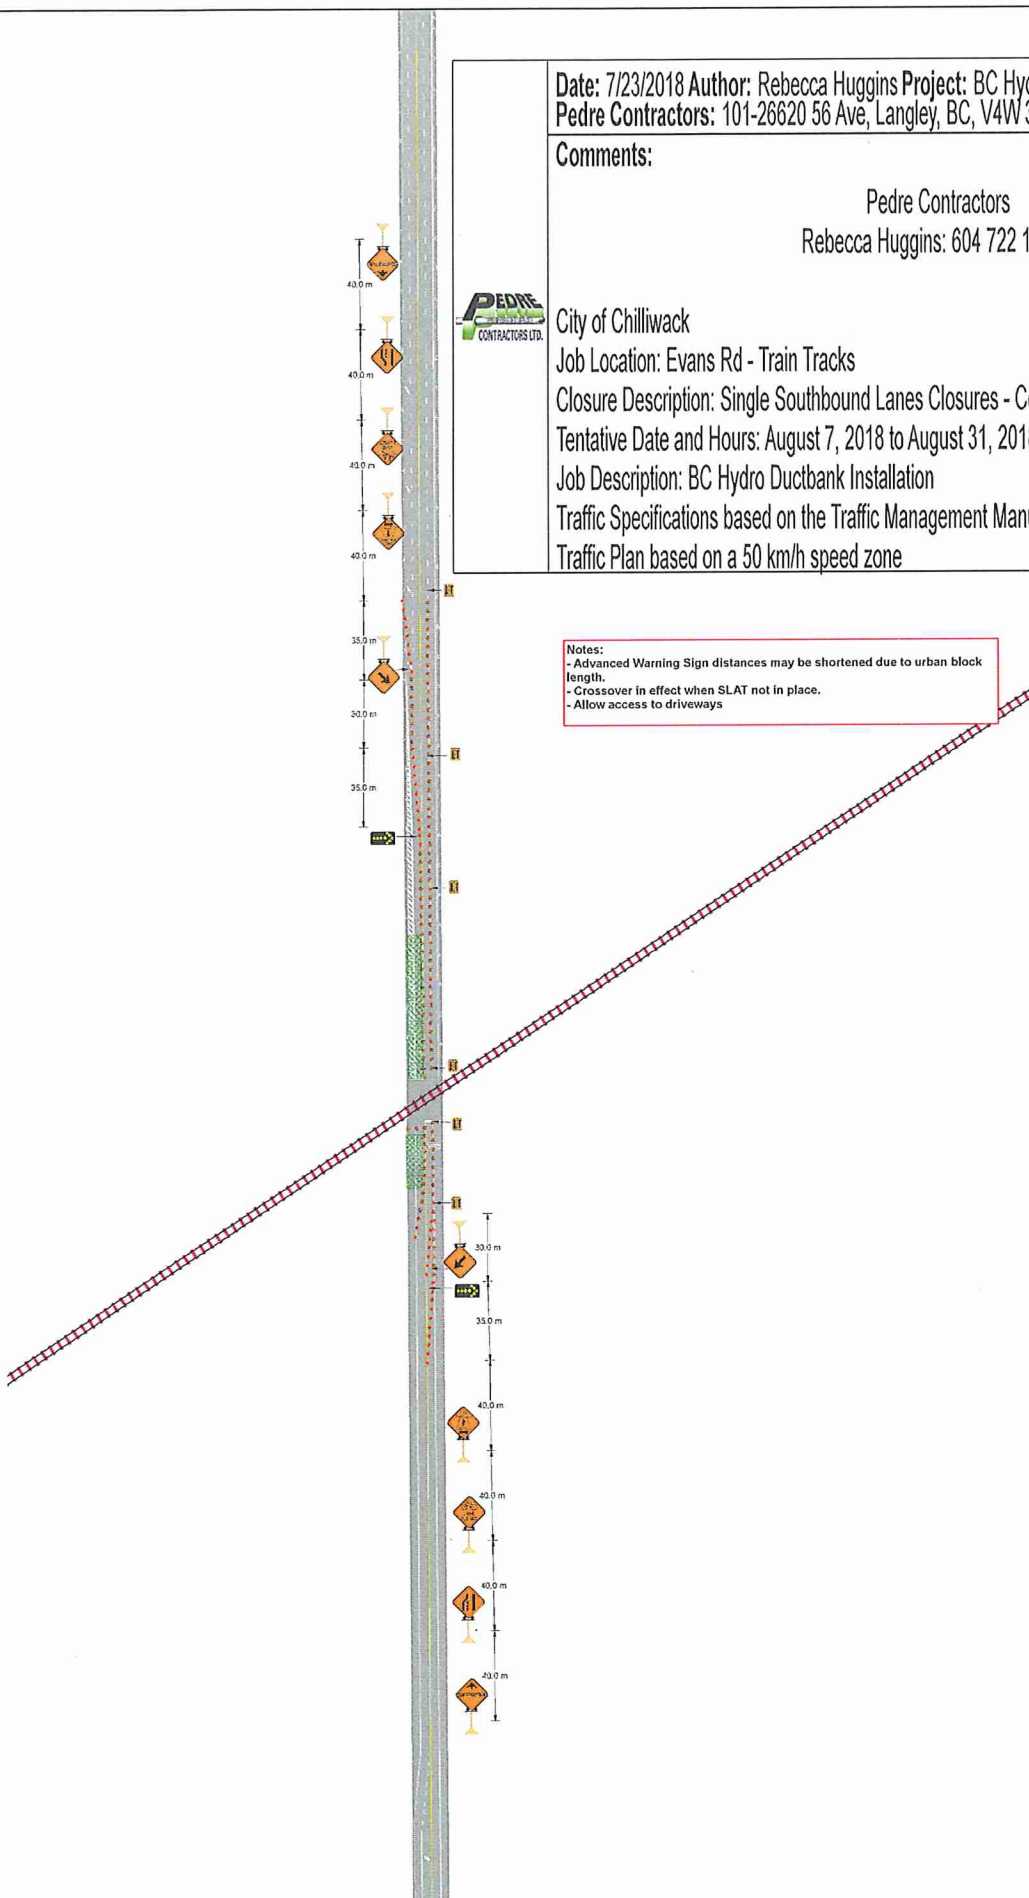 Date: 7/23/2018 Author: Rebecca Huggins Project: BC Hyd
Pedre Contractors: 101-26620 56 Ave, Langley, BC, V4W 3
Comments:
Pedre Contractors
Rebecca Huggins: 604 722 1
PEDRE
CONTRACTORS LTD.
City of Chilliwack
Job Location: Evans Rd - Train Tracks
Closure Description: Single Southbound Lanes Closures - C
Tentative Date and Hours: August 7, 2018 to August 31, 201
Job Description: BC Hydro Ductbank Installation
Traffic Specifications based on the Traffic Management Man
Traffic Plan based on a 50 km/h speed zone
Notes:
- Advanced Warning Sign distances may be shortened due to urban block
length.
- Crossover in effect when SLAT not in place.
- Allow access to driveways
40.0 m
40.0 m
40.0 m
40.0 m
35.0 m
30.0 m
35.0 m
30.0 m
35.0 m
40.0 m
40.0 m
40.0 m
40.0 m